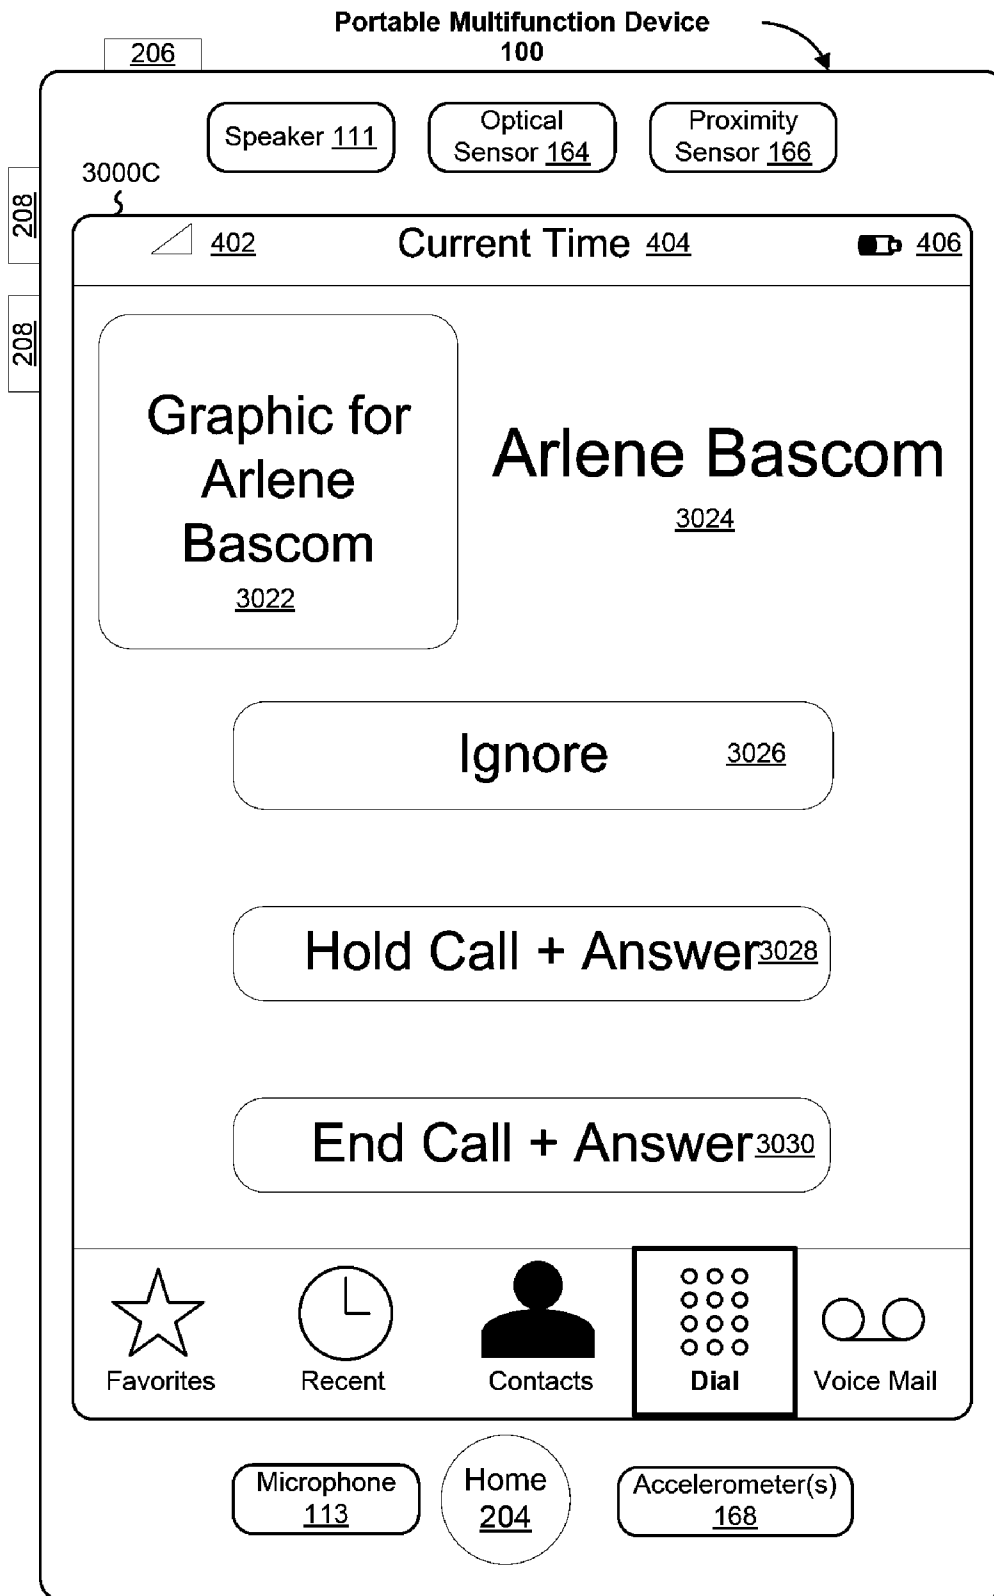 Portable Multifunction Device
100
206
Speaker 111
Optical
Sensor 164
Proximity
Sensor 166
3000C
208
208
402
Current Time 404
406
Graphic for
Arlene
Bascom
3022
Arlene Bascom
3024
Ignore 3026
Hold Call + Answer 3028
End Call + Answer 3030
Favorites
Recent
Contacts
Dial
Voice Mail
Microphone
113
Home
204
Accelerometer(s)
168